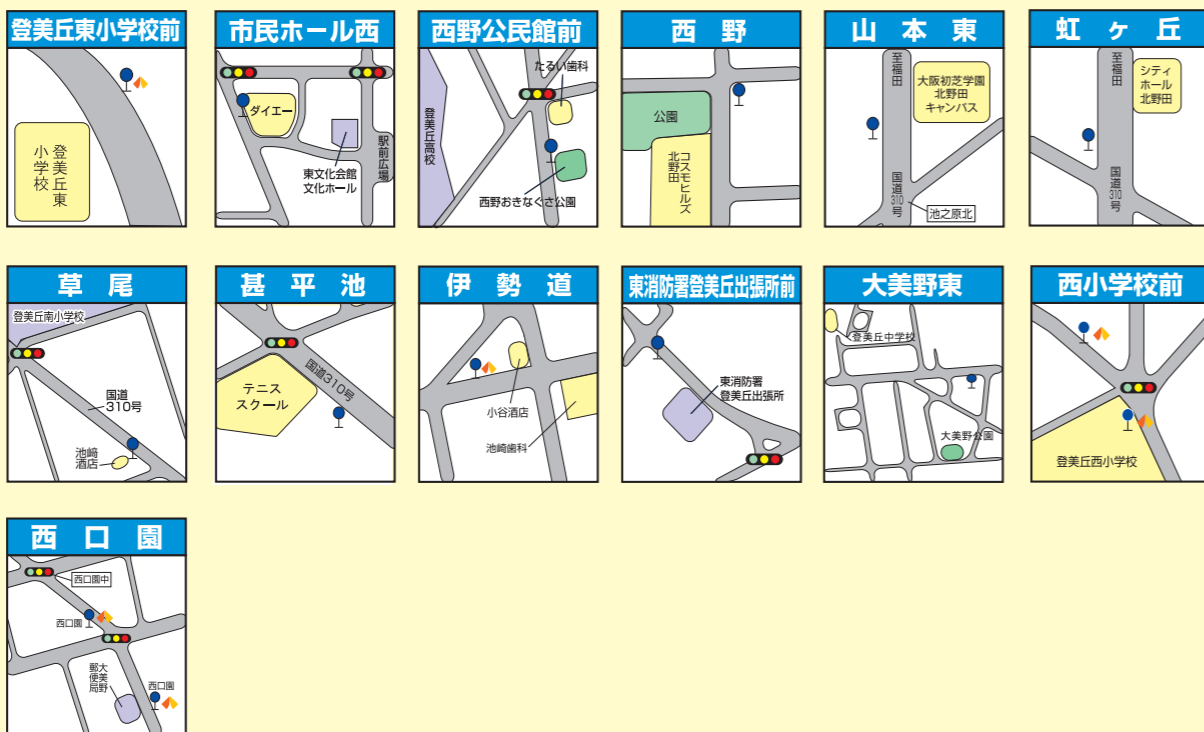 登美丘東小学校前
登美丘東
小学校
市民ホール西
ダイエー
東文化会館
文化ホール
駅前広場
西野公民館前
たるい歯科
登美丘高校
西野おきなぐさ公園
西野
公園
コスモヒルズ
北野田
山本東
至福田
大阪初芝学園
北野田
キャンパス
国道310号
池之原北
虹ヶ丘
至福田
シティ
ホール
北野田
国道310号
草尾
登美丘南小学校
国道
310号
池﨑
酒店
甚平池
国道310号
テニス
スクール
伊勢道
小谷酒店
池崎歯科
東消防署登美丘出張所前
東消防署
登美丘出張所
大美野東
登美丘中学校
大美野公園
西小学校前
登美丘西小学校
西口園
西口園中
西口園
大美野
郵便局
西口園